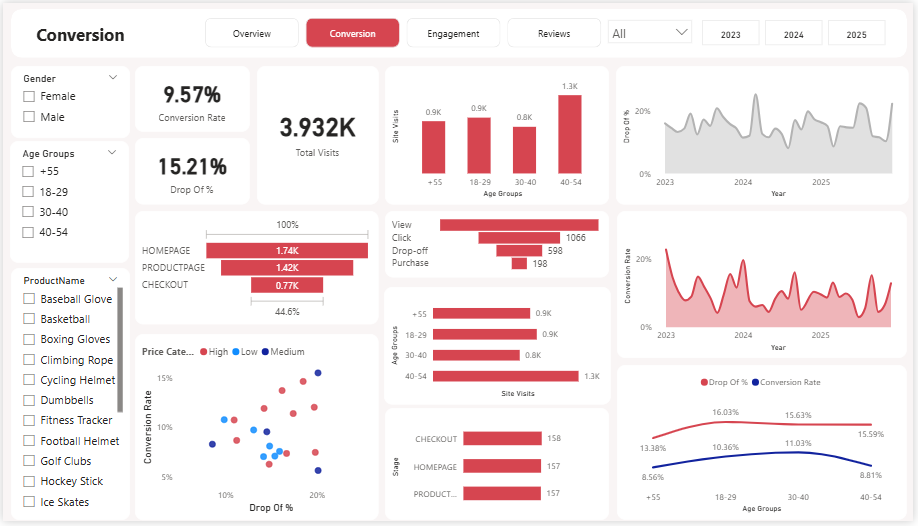 Conversion
Overview
Conversion
Engagement
Reviews
All
2023
2024
2025
Gender
Female
Male
Age Groups
+55
18-29
30-40
40-54
ProductName
Baseball Glove
Basketball
Boxing Gloves
Climbing Rope
Cycling Helmet
Dumbbells
Fitness Tracker
Football Helmet
Golf Clubs
Hockey Stick
Ice Skates
9.57%
Conversion Rate
15.21%
Drop Of %
3.932K
Total Visits
100%
HOMEPAGE 1.74K
PRODUCTPAGE 1.42K
CHECKOUT 0.77K
44.6%
Price Cate... High Low Medium
Conversion Rate
15%
10%
5%
10% 20%
Drop Of %
Site Visits
0.9K 0.9K 0.8K 1.3K
+55 18-29 30-40 40-54
Age Groups
View
Click 1066
Drop-off 598
Purchase 198
Age Groups
+55 0.9K
18-29 0.9K
30-40 0.8K
40-54 1.3K
Site Visits
Stage
CHECKOUT 158
HOMEPAGE 157
PRODUCT... 157
Drop Of %
20%
0%
2023 2024 2025
Year
Conversion Rate
20%
0%
2023 2024 2025
Year
Drop Of % Conversion Rate
13.38% 16.03% 15.63% 15.59%
8.56% 10.36% 11.03% 8.81%
+55 18-29 30-40 40-54
Age Groups